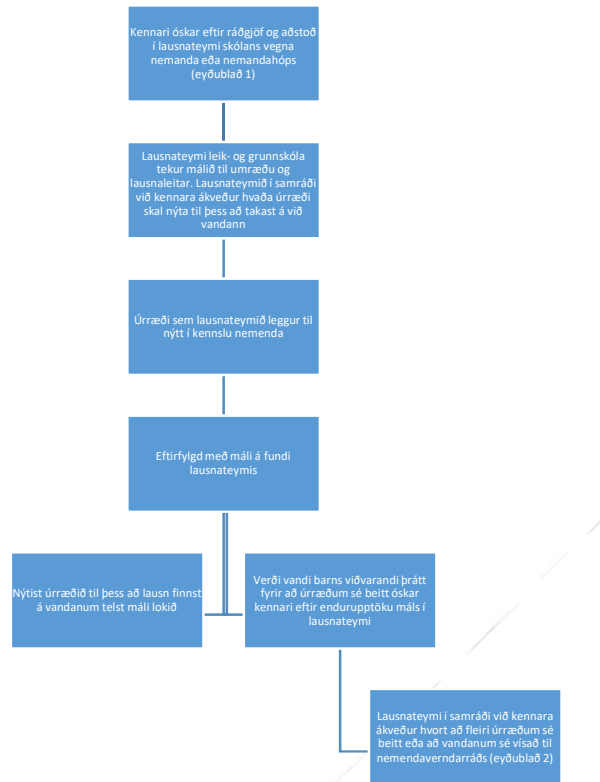 Kennari óskar eftir ráðgjöf og aðstoð
í lausnateymi skólans vegna
nemanda eða nemandahóps
(eyðublað 1)
Lausnateymi leik- og grunnskóla
tekur málið til umræðu og
lausnaleitar. Lausnateymið í samráði
við kennara ákveður hvaða úrræði
skal nýta til þess að takast á við
vandann
Úrræði sem lausnateymið leggur til
nýtt í kennslu nemenda
Eftirfylgd með máli á fundi
lausnateymis
Nýtist úrræðið til þess að lausn finnst
á vandanum telst máli lokið
Verði vandi barns viðvarandi þrátt
fyrir að úrræðum sé beitt óskar
kennari eftir endurupptöku máls í
lausnateymi
Lausnateymi í samráði við kennara
ákveður hvort að fleiri úrræðum sé
beitt eða að vandanum sé vísað til
nemendaverndarráðs (eyðublað 2)